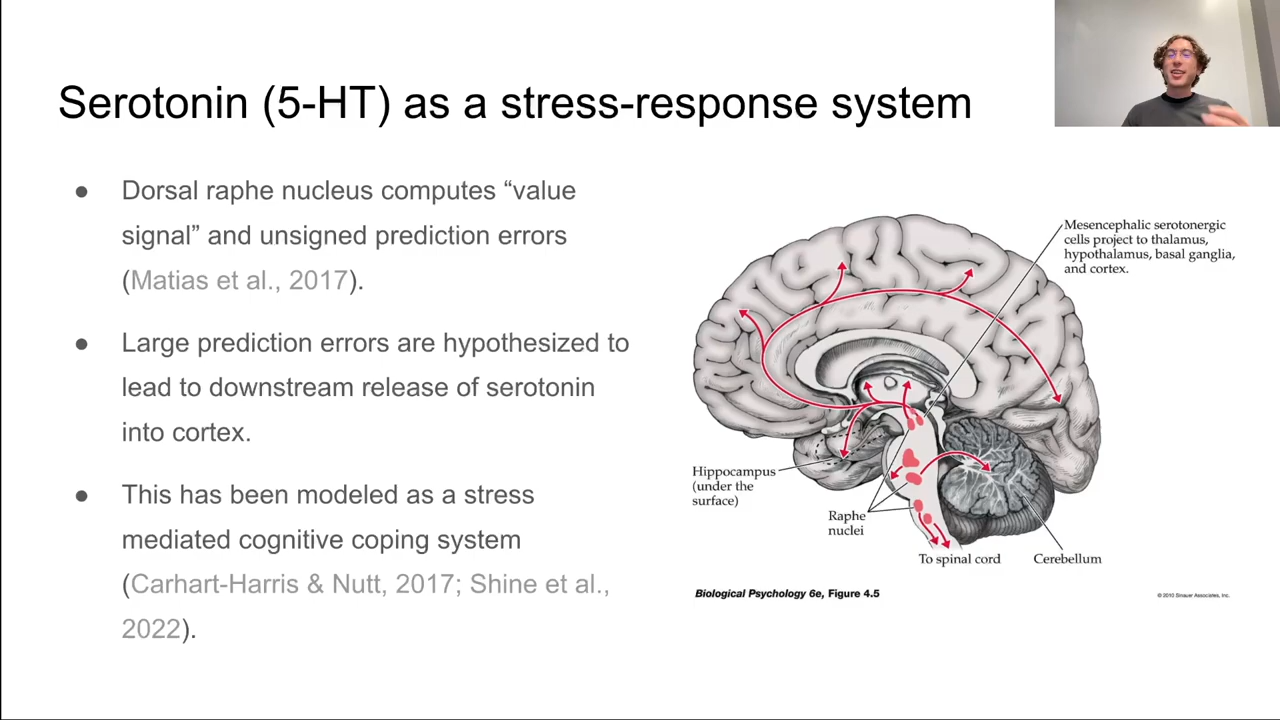 Serotonin (5-HT) as a stress-response system
● Dorsal raphe nucleus computes “value
signal” and unsigned prediction errors
(Matias et al., 2017).
● Large prediction errors are hypothesized to
lead to downstream release of serotonin
into cortex.
● This has been modeled as a stress
mediated cognitive coping system
(Carhart-Harris & Nutt, 2017; Shine et al.,
2022).
Mesencephalic serotonergic
cells project to thalamus,
hypothalamus, basal ganglia,
and cortex.
Hippocampus
(under the
surface)
Raphe
nuclei
To spinal cord
Cerebellum
Biological Psychology 6e, Figure 4.5
© 2010 Sinauer Associates, Inc.